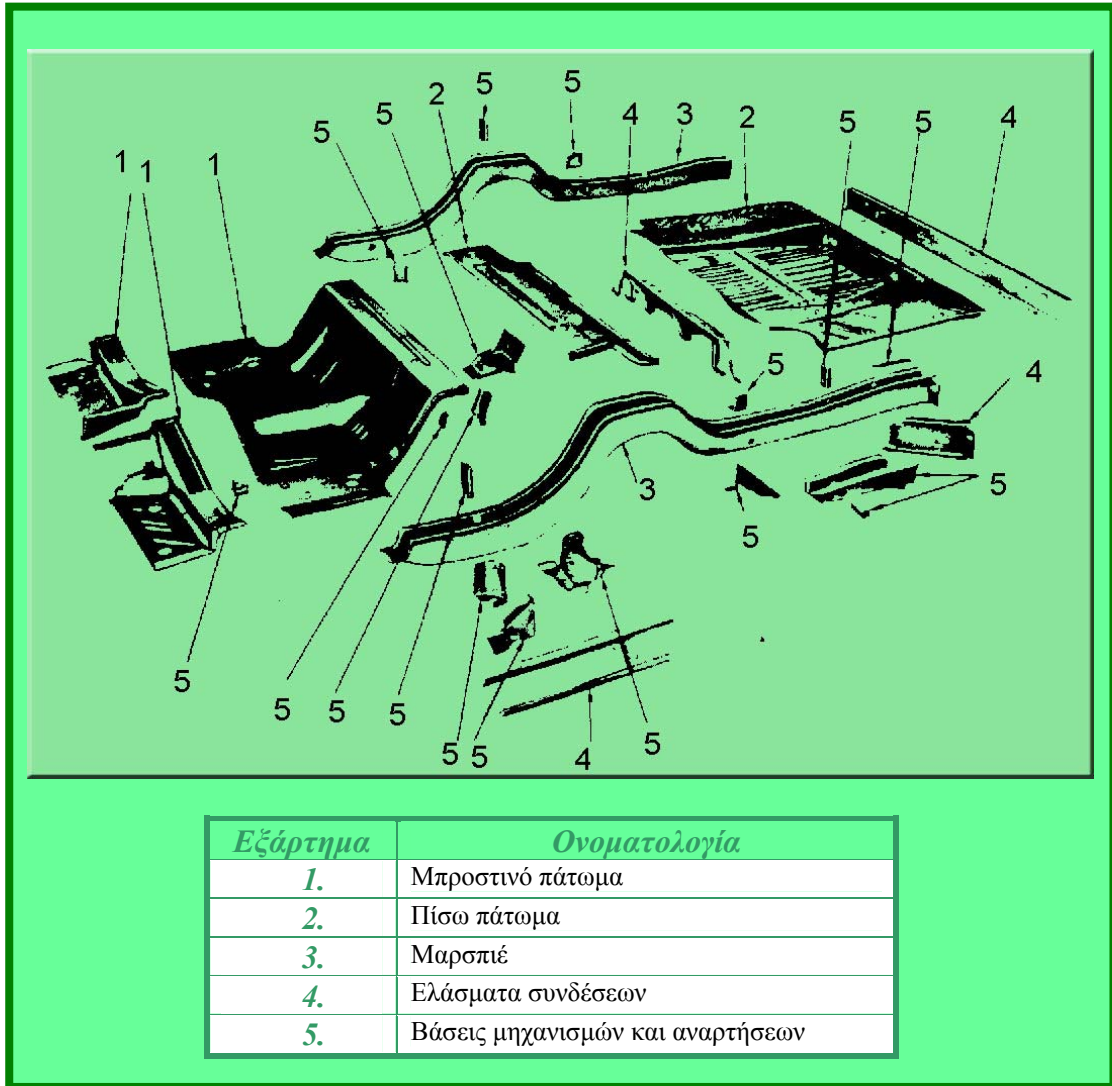 5 5
2 5 4 3 2 5 5 4
5
1 1 1
5
4
3 5
5
5
5 5 5
5 5 4 5
Εξάρτημα Ονοματολογία
1. Μπροστινό πάτωμα
2. Πίσω πάτωμα
3. Μαρσπιέ
4. Ελάσματα συνδέσεων
5. Βάσεις μηχανισμών και αναρτήσεων